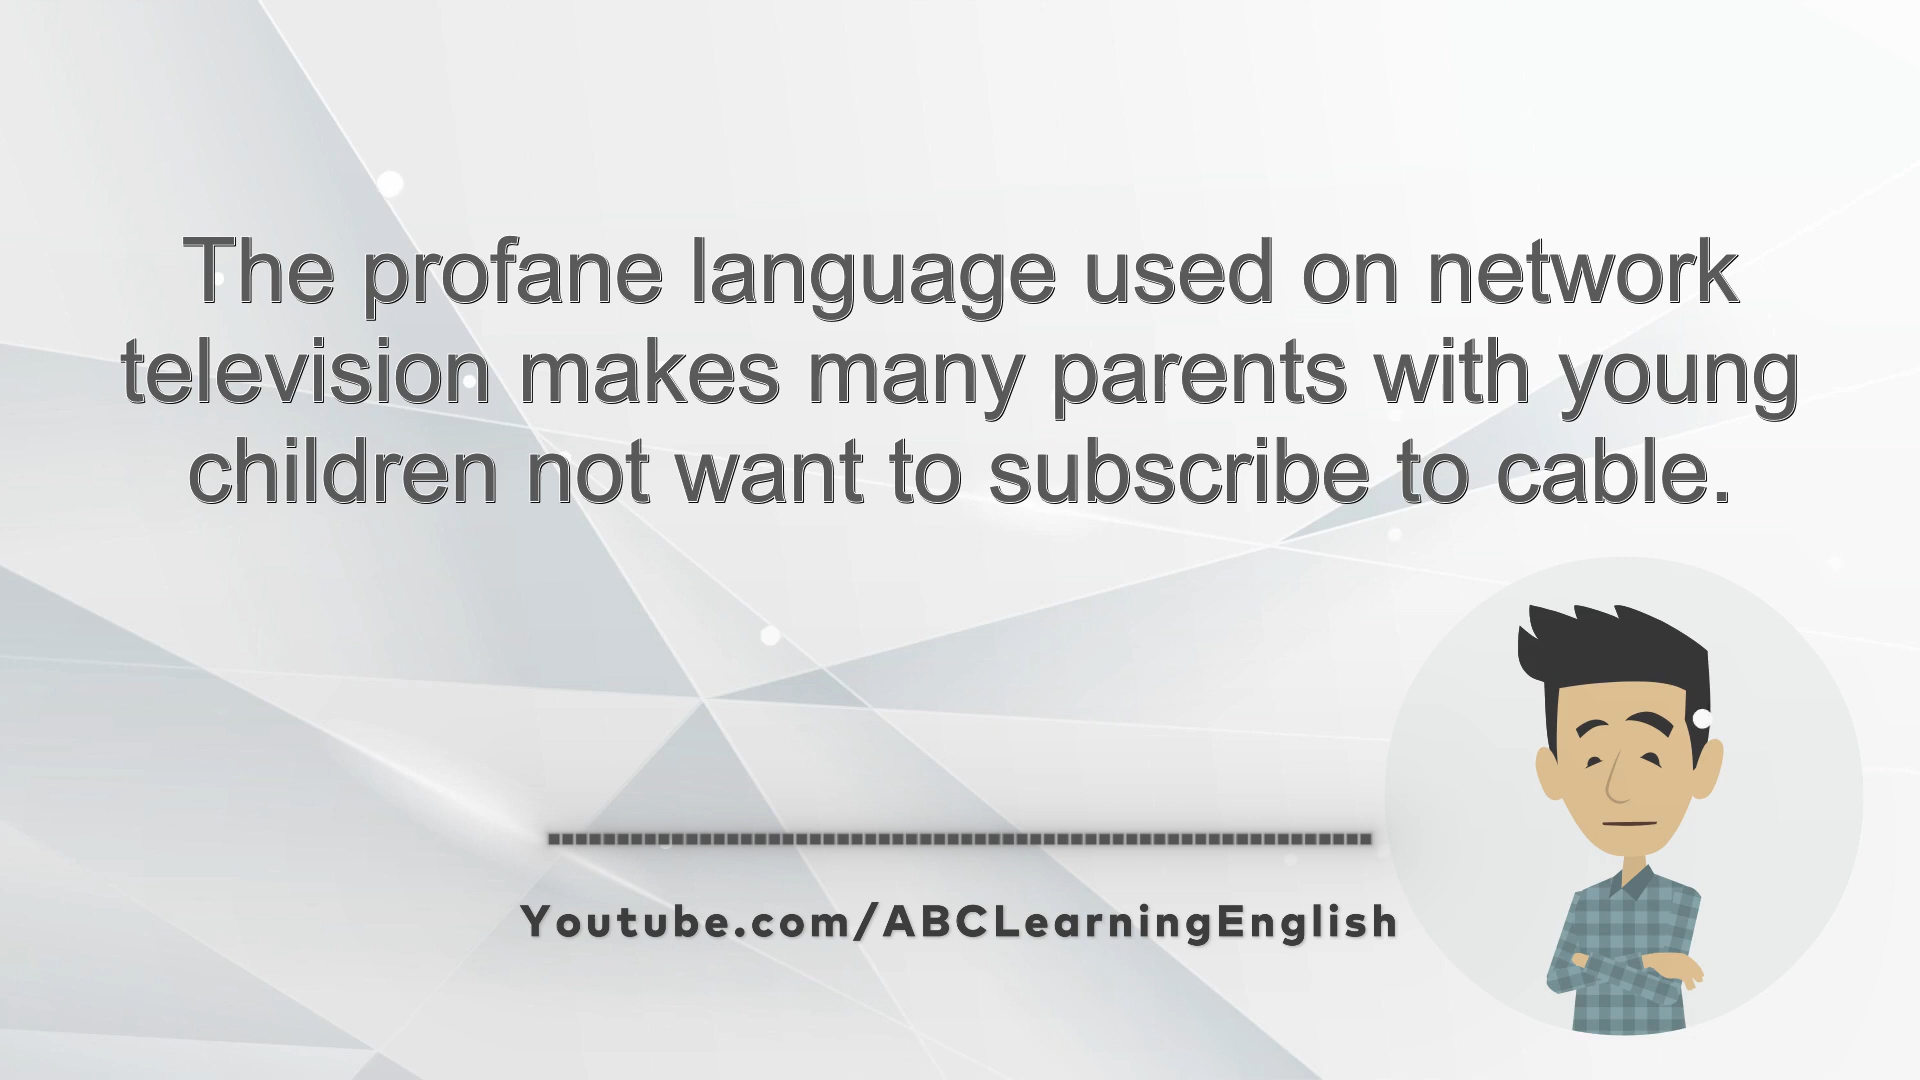 The profane language used on network
television makes many parents with young
children not want to subscribe to cable.
Youtube.com/ABCLearningEnglish